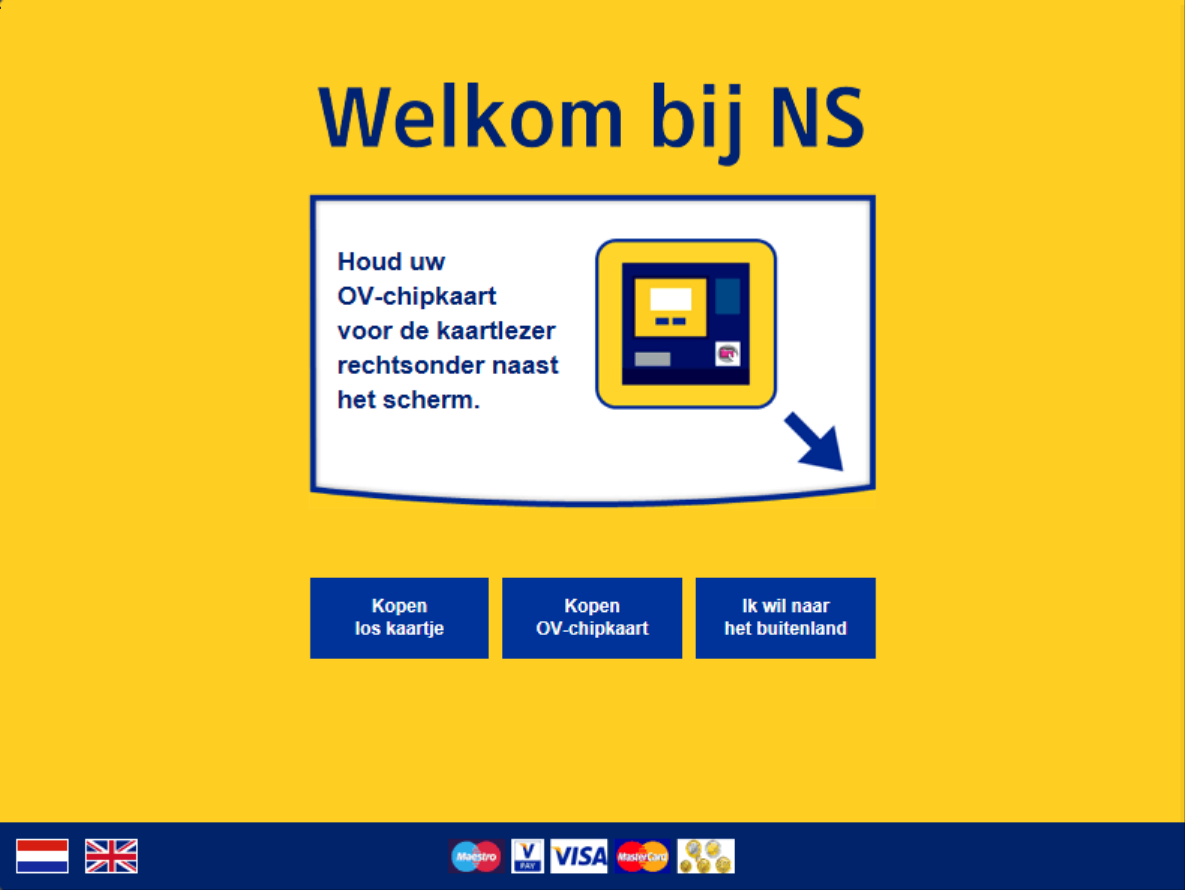 Welkom bij NS
Houd uw
OV-chipkaart
voor de kaartlezer
rechtsonder naast
het scherm.
Kopen
los kaartje
Kopen
OV-chipkaart
Ik wil naar
het buitenland
Maestro
V
PAY
VISA
MasterCard